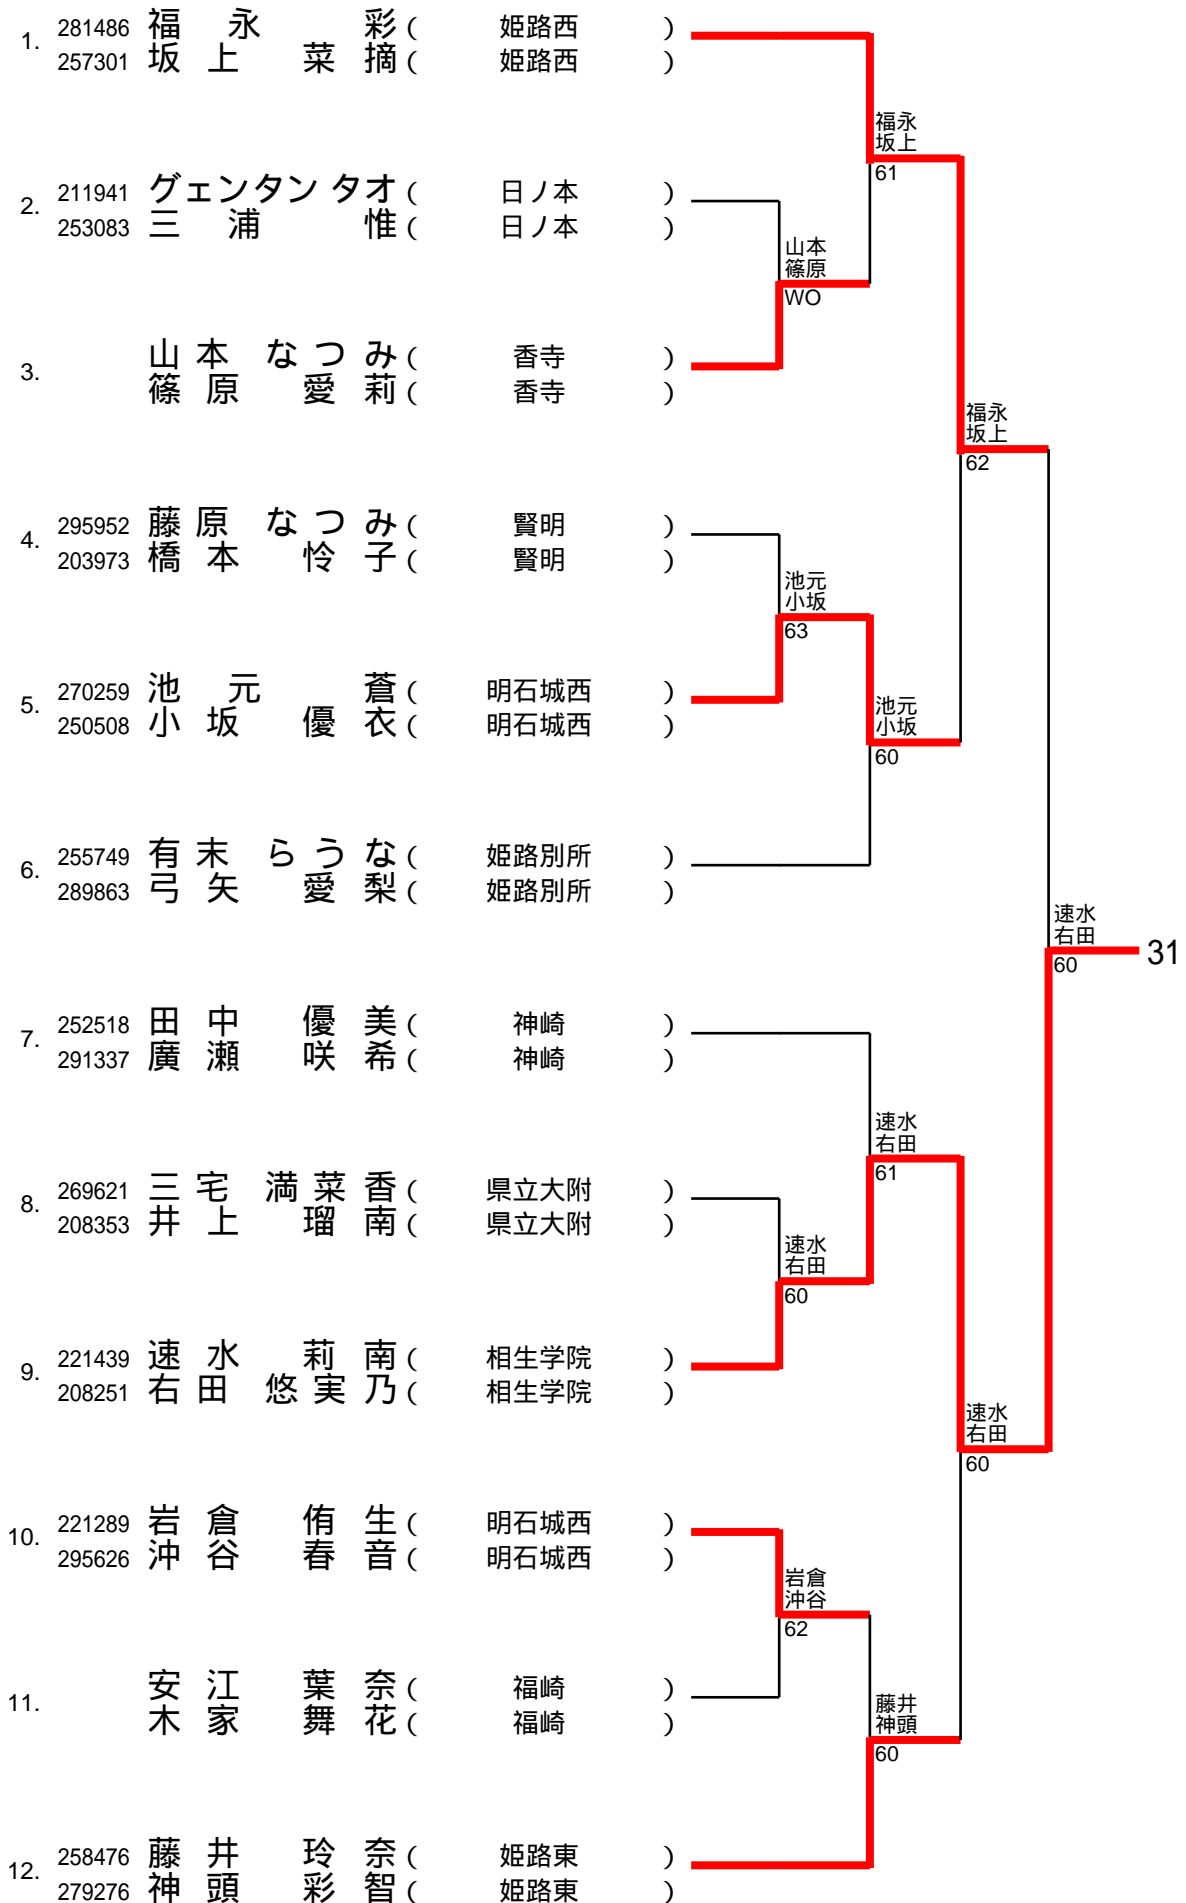 1. 281486 福永 彩 ( 姫路西 )
257301 坂上 菜摘 ( 姫路西 )
福永
坂上
61
2. 211941 グェンタン タオ ( 日ノ本 )
253083 三浦 惟 ( 日ノ本 )
山本
篠原
WO
3. 山本 なつみ ( 香寺 )
篠原 愛莉 ( 香寺 )
福永
坂上
62
4. 295952 藤原 なつみ ( 賢明 )
203973 橋本 怜子 ( 賢明 )
池元
小坂
63
5. 270259 池元 蒼 ( 明石城西 )
250508 小坂 優衣 ( 明石城西 )
池元
小坂
60
6. 255749 有末 らうな ( 姫路別所 )
289863 弓矢 愛梨 ( 姫路別所 )
速水
右田
60
31
7. 252518 田中 優美 ( 神崎 )
291337 廣瀬 咲希 ( 神崎 )
速水
右田
61
8. 269621 三宅 満菜香 ( 県立大附 )
208353 井上 瑠南 ( 県立大附 )
速水
右田
60
9. 221439 速水 莉南 ( 相生学院 )
208251 右田 悠実乃 ( 相生学院 )
速水
右田
60
10. 221289 岩倉 侑生 ( 明石城西 )
295626 沖谷 春音 ( 明石城西 )
岩倉
沖谷
62
11. 安江 葉奈 ( 福崎 )
木家 舞花 ( 福崎 )
藤井
神頭
60
12. 258476 藤井 玲奈 ( 姫路東 )
279276 神頭 彩智 ( 姫路東 )